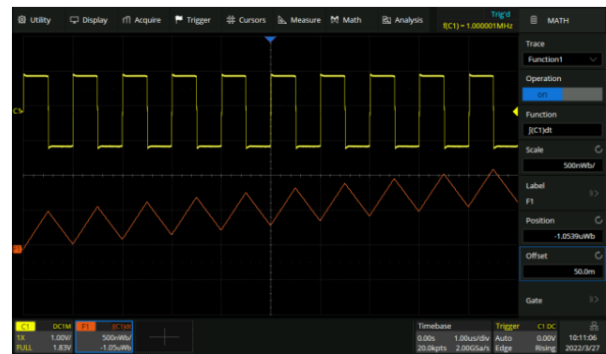 Utility Display Acquire Trigger Cursors Measure Math Analysis
Trig'd
f(C1) = 1.000001MHz
MATH
Trace
Function1
Operation
on
Function
∫(C1)dt
Scale
500nWb/
Label
F1
Position
-1.0539uWb
Offset
50.0m
Gate
C1
C1 DC1M
1X 1.00V/
FULL 1.83V
F1 ∫(C1)dt
500nWb/
-1.05uWb
Timebase
0.00s 1.00us/div
20.0kpts 2.00GSa/s
Trigger C1 DC
Auto 0.00V
Edge Rising
10:11:06
2022/3/27